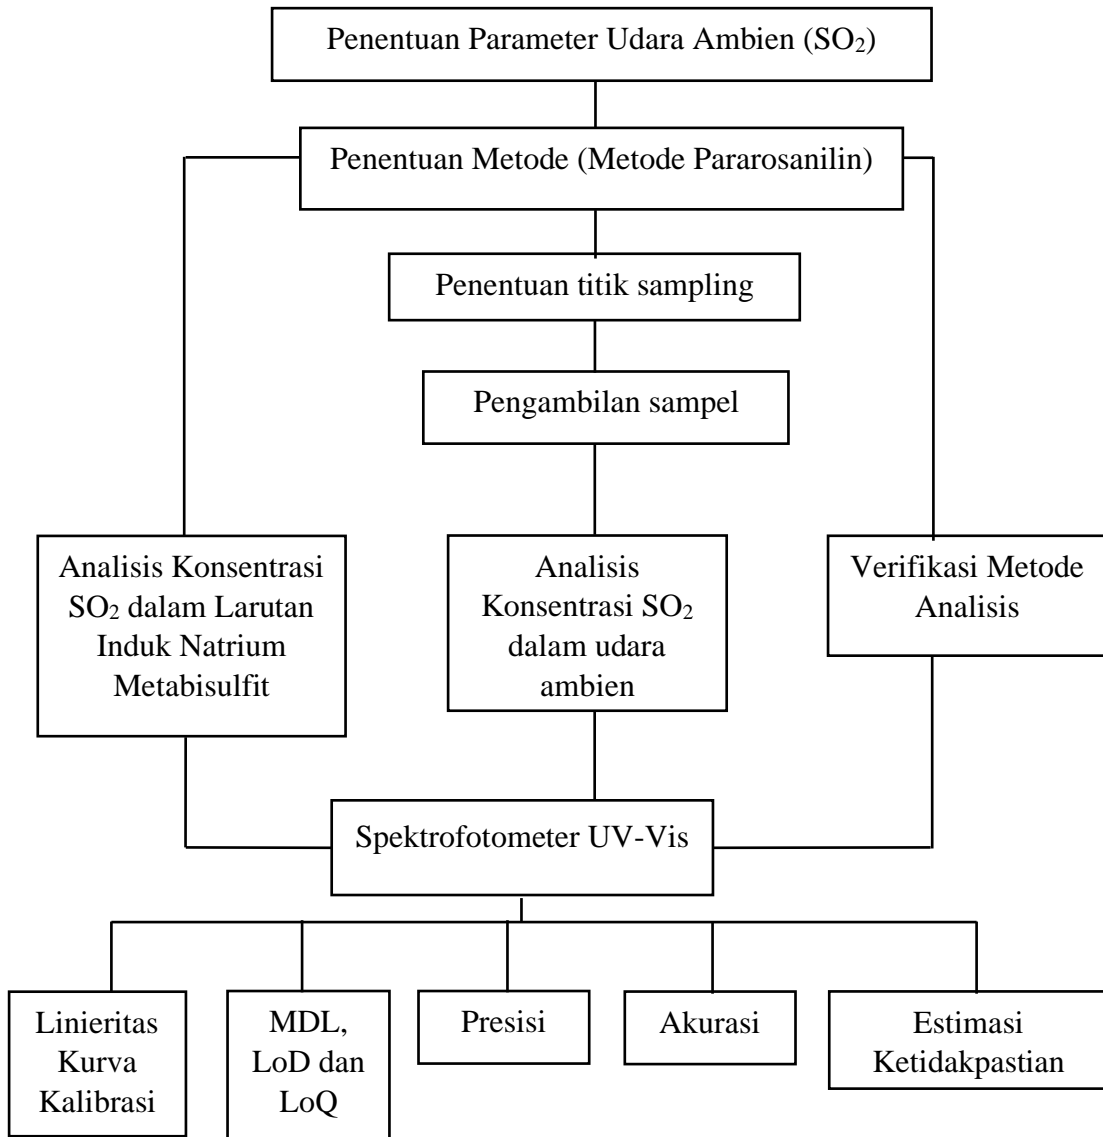 Penentuan Parameter Udara Ambien (SO₂)
Penentuan Metode (Metode Pararosanilin)
Penentuan titik sampling
Pengambilan sampel
Analisis Konsentrasi
SO₂ dalam Larutan
Induk Natrium
Metabisulfit
Analisis
Konsentrasi SO₂
dalam udara
ambien
Verifikasi Metode
Analisis
Spektrofotometer UV-Vis
Linieritas
Kurva
Kalibrasi
MDL,
LoD dan
LoQ
Presisi
Akurasi
Estimasi
Ketidakpastian